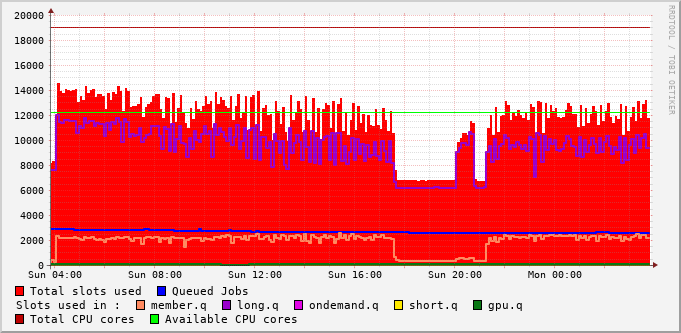 20000
18000
16000
14000
12000
10000
8000
6000
4000
2000
0
Sun 04:00 Sun 08:00 Sun 12:00 Sun 16:00 Sun 20:00 Mon 00:00
Total slots used Queued Jobs
Slots used in : member.q long.q ondemand.q short.q gpu.q
Total CPU cores Available CPU cores
RRDTOOL / TOBI OETIKER